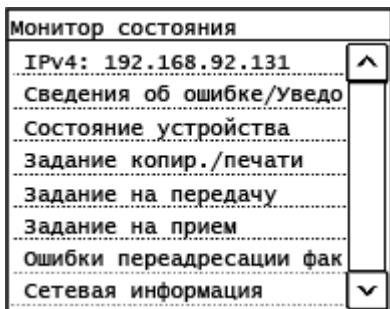 Монитор состояния
IPv4: 192.168.92.131
Сведения об ошибке/Уведо
Состояние устройства
Задание копир./печати
Задание на передачу
Задание на прием
Ошибки переадресации фак
Сетевая информация